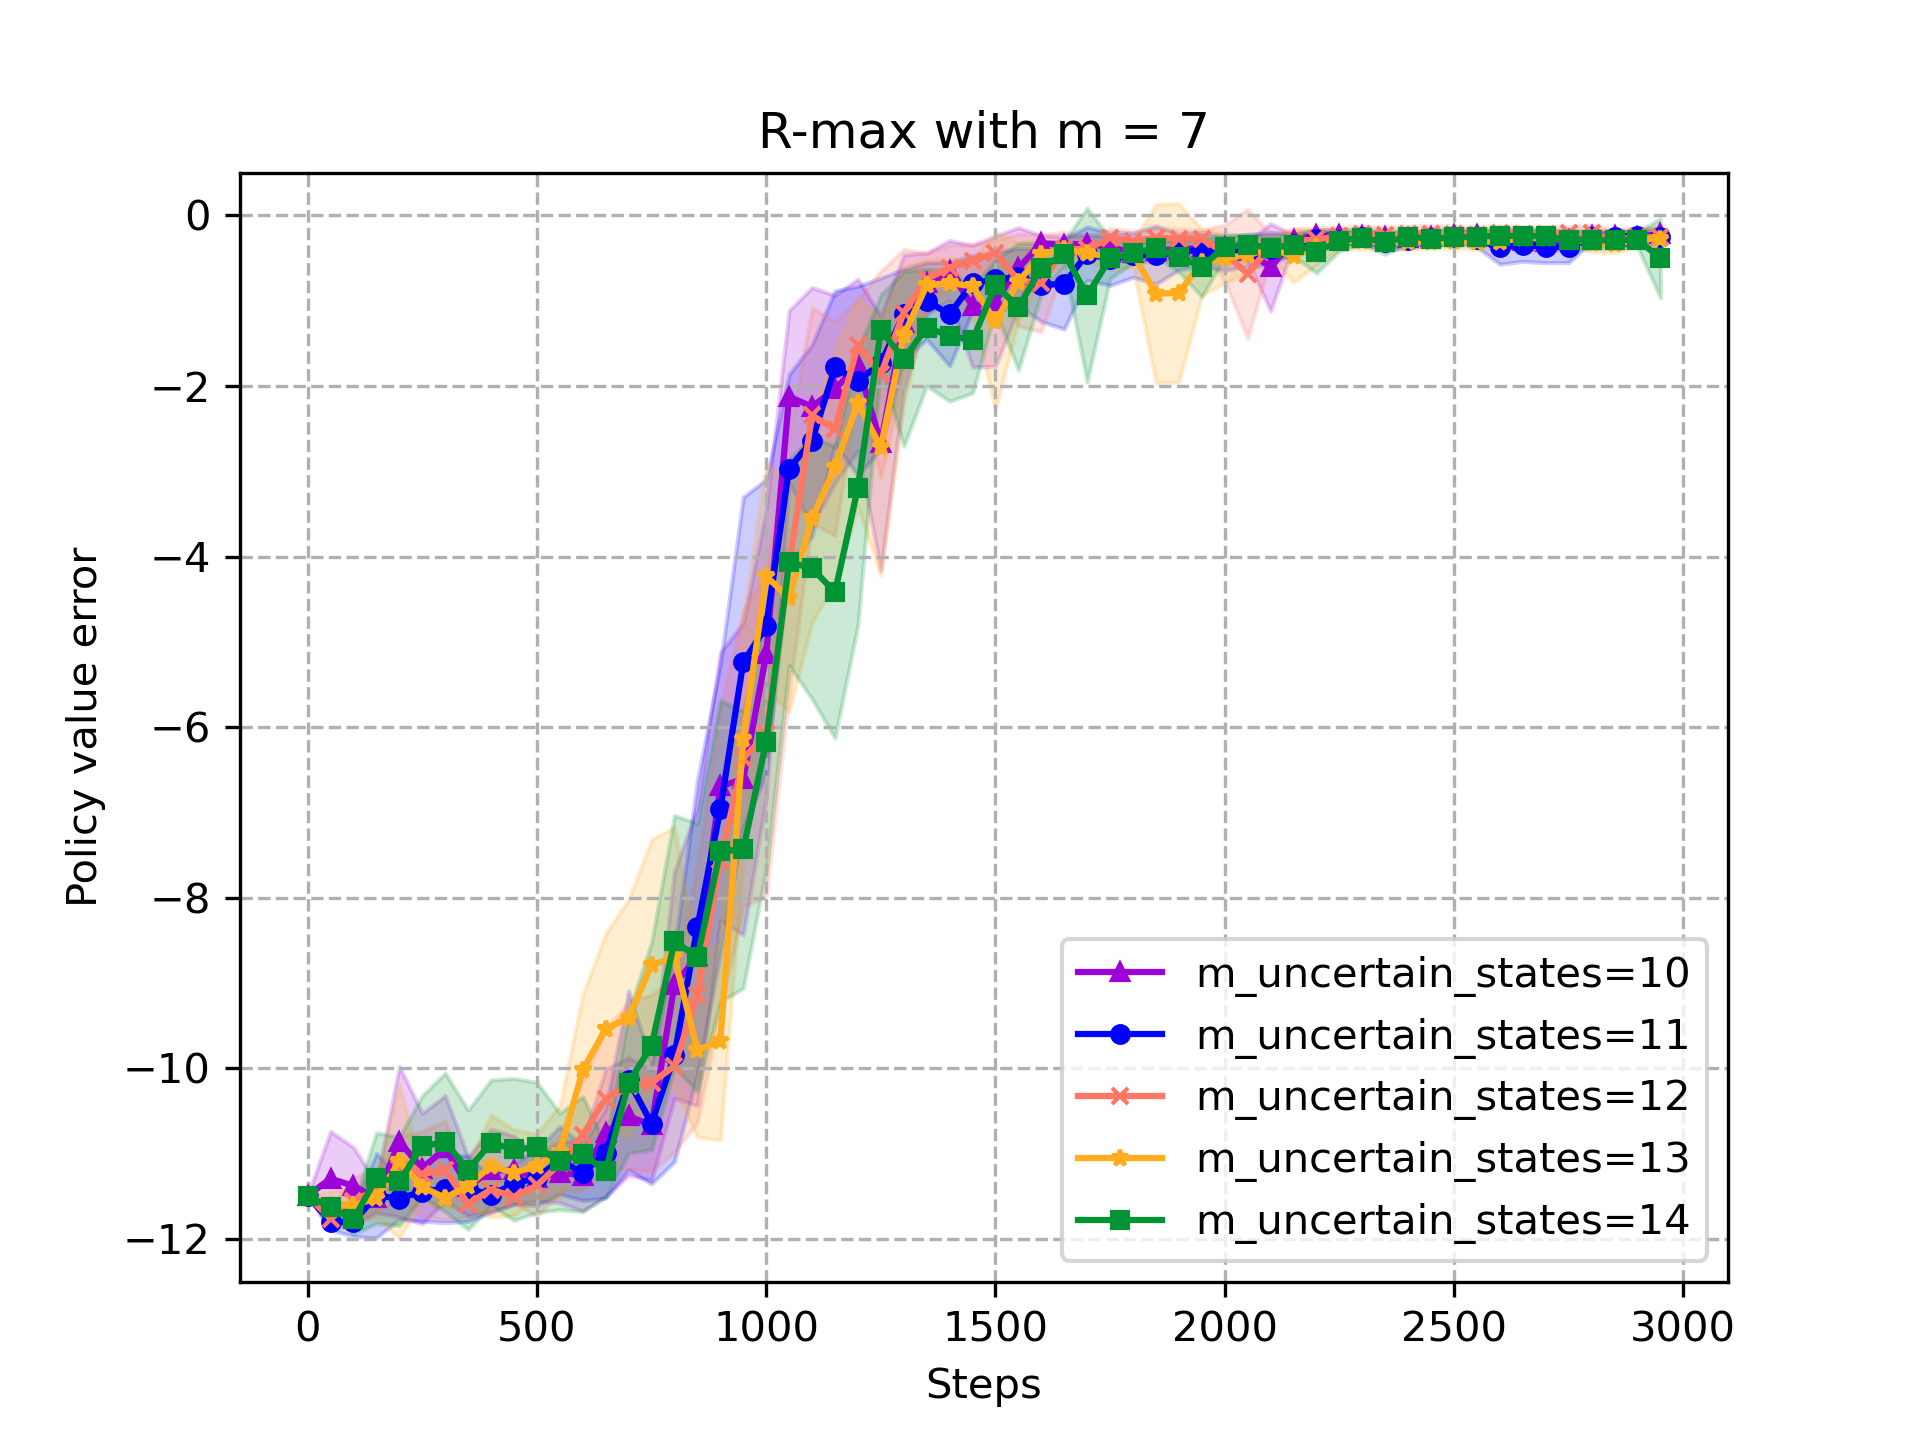 R-max with m = 7
Policy value error
0
−2
−4
−6
−8
−10
−12
m_uncertain_states=10
m_uncertain_states=11
m_uncertain_states=12
m_uncertain_states=13
m_uncertain_states=14
0 500 1000 1500 2000 2500 3000
Steps